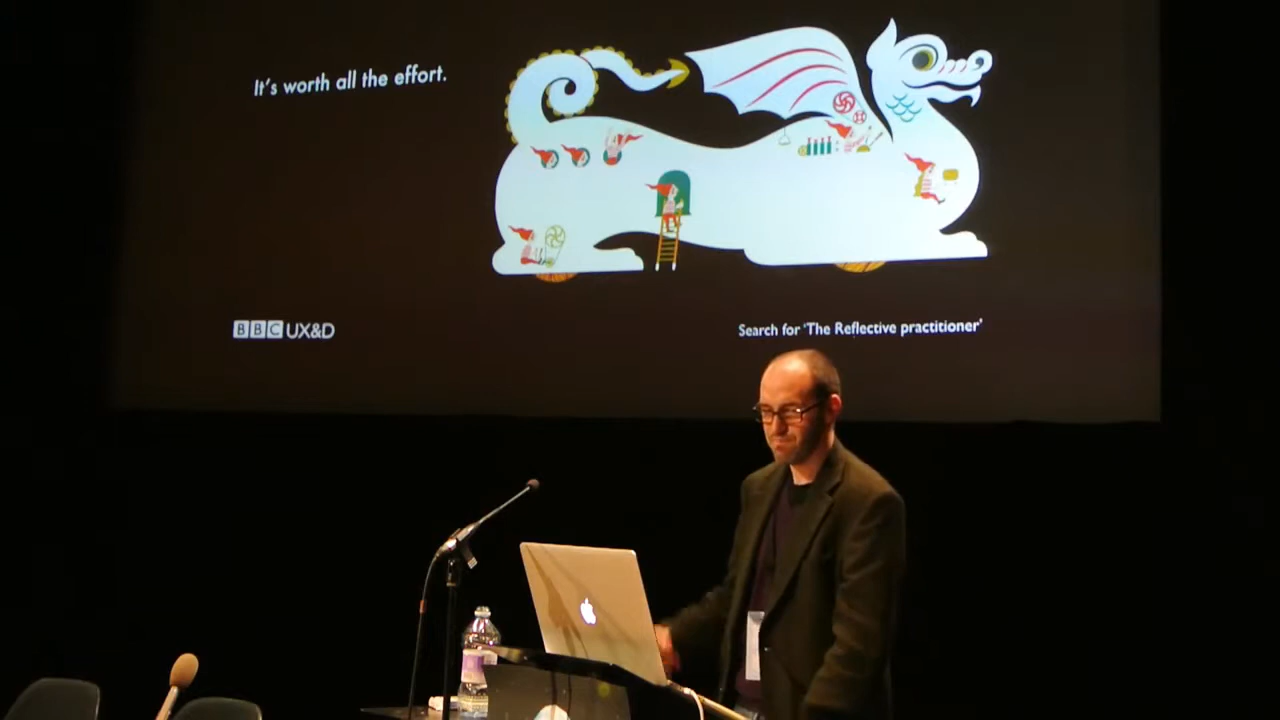 It's worth all the effort.
BBC UX&D
Search for 'The Reflective practitioner'